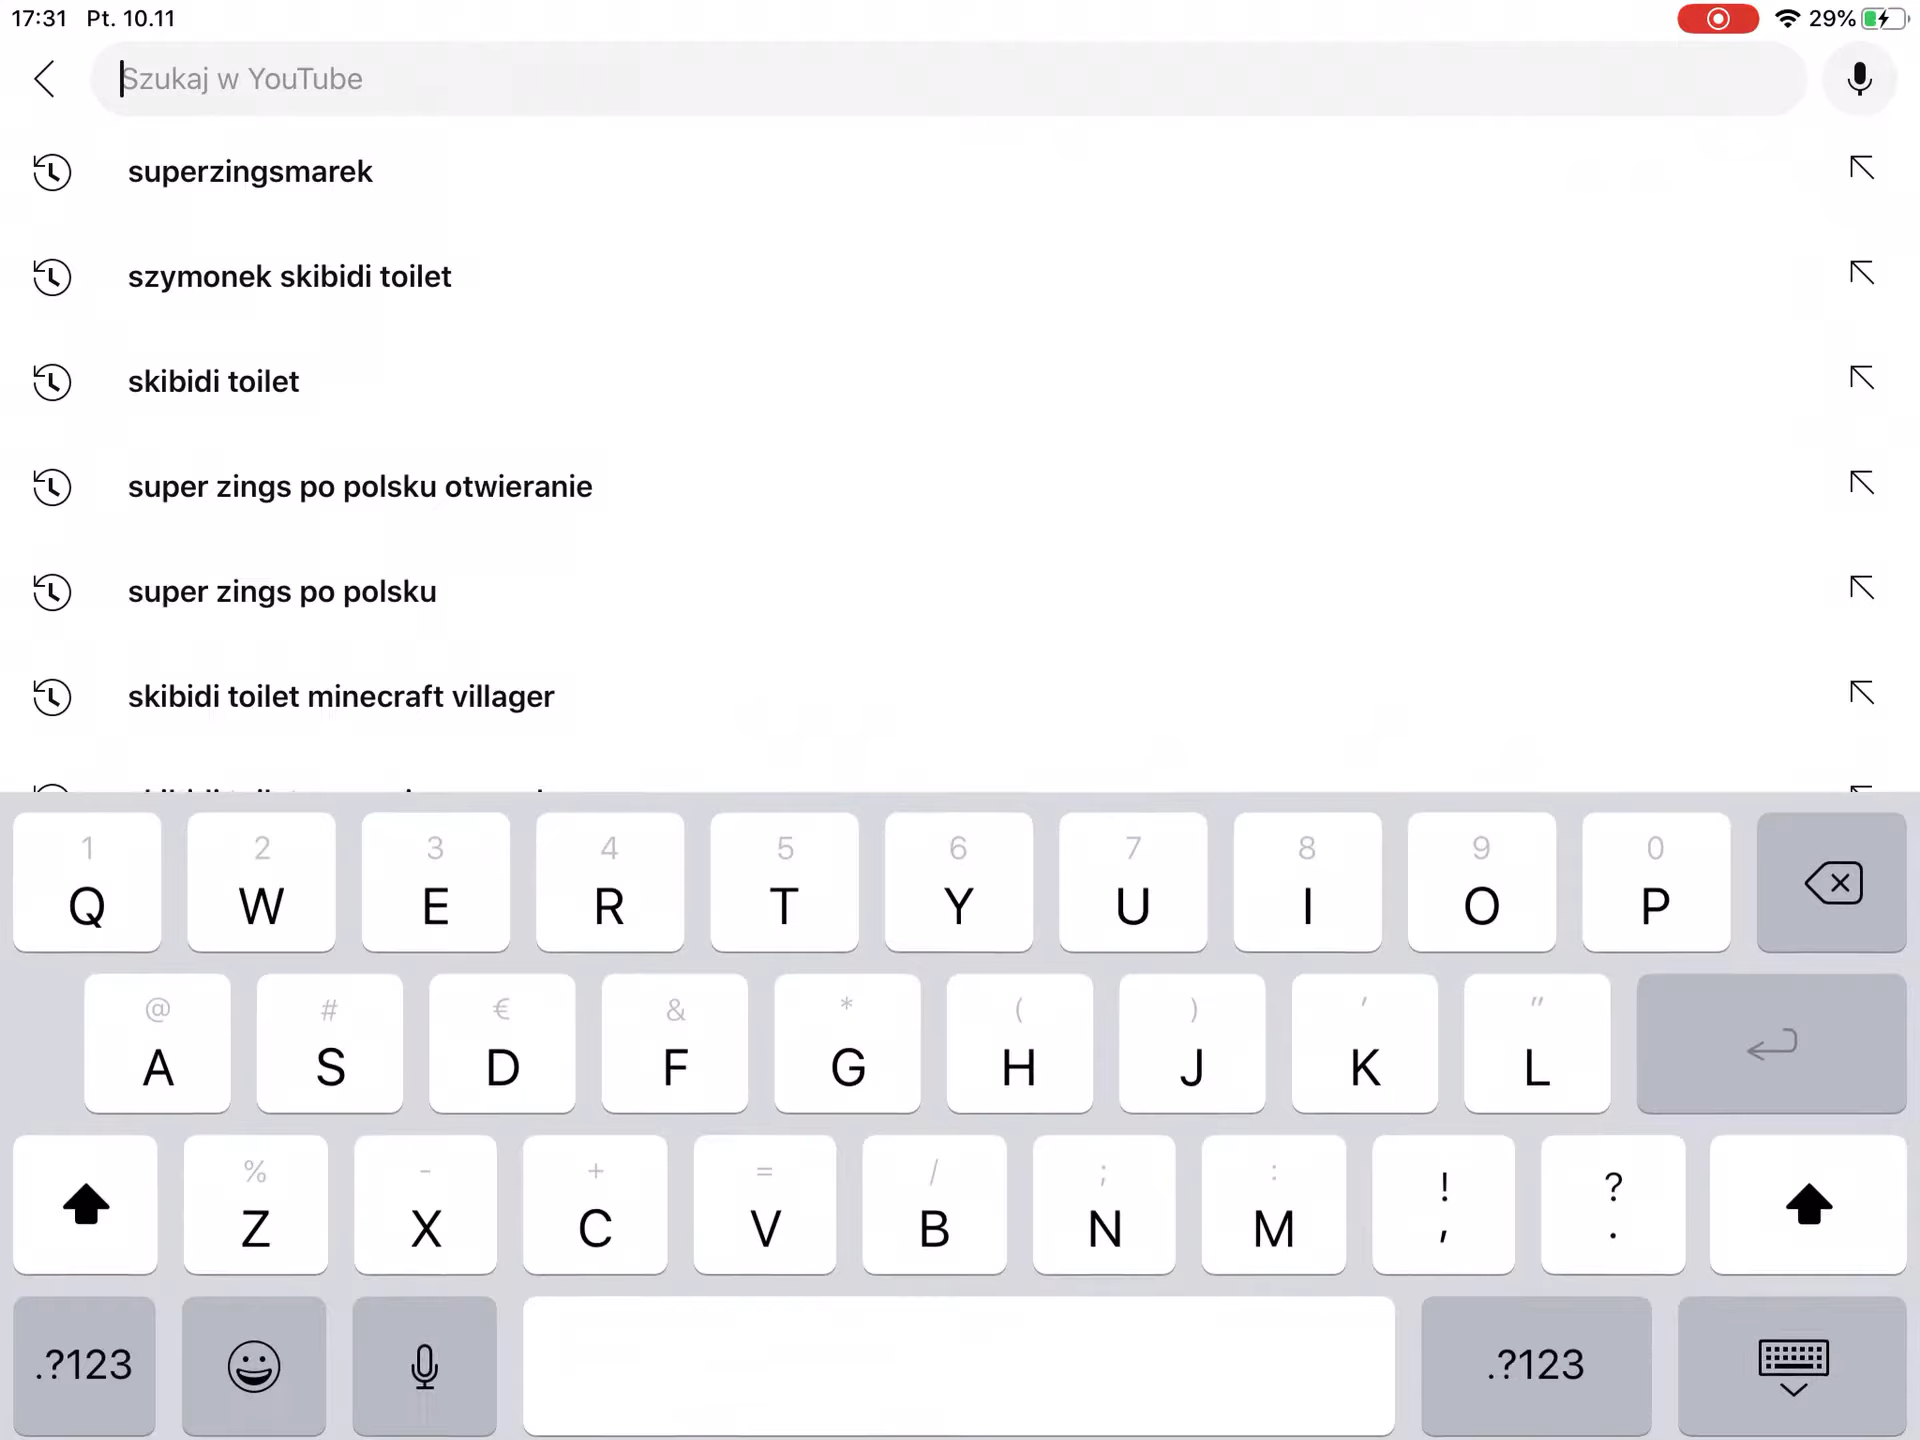 17:31 Pt. 10.11 29%
Szukaj w YouTube
superzingsmarek
szymonek skibidi toilet
skibidi toilet
super zings po polsku otwieranie
super zings po polsku
skibidi toilet minecraft villager
1 2 3 4 5 6 7 8 9 0
Q W E R T Y U I O P
@ # € & * ( ) ' "
A S D F G H J K L
% - + = / ; : ! ?
Z X C V B N M , .
.?123 .?123